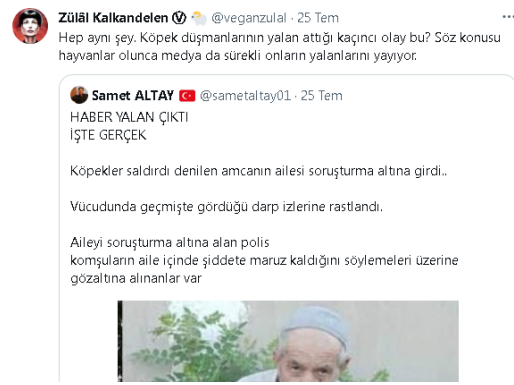 Zülâl Kalkandelen Ⓥ @veganzulal · 25 Tem
Hep aynı şey. Köpek düşmanlarının yalan attığı kaçıncı olay bu? Söz konusu
hayvanlar olunca medya da sürekli onların yalanlarını yayıyor.
Samet ALTAY 🇹🇷 @sametaltay01 · 25 Tem
HABER YALAN ÇIKTI
İŞTE GERÇEK
Köpekler saldırdı denilen amcanın ailesi soruşturma altına girdi..
Vücudunda geçmişte gördüğü darp izlerine rastlandı.
Aileyi soruşturma altına alan polis
komşuların aile içinde şiddete maruz kaldığını söylemeleri üzerine
gözaltına alınanlar var